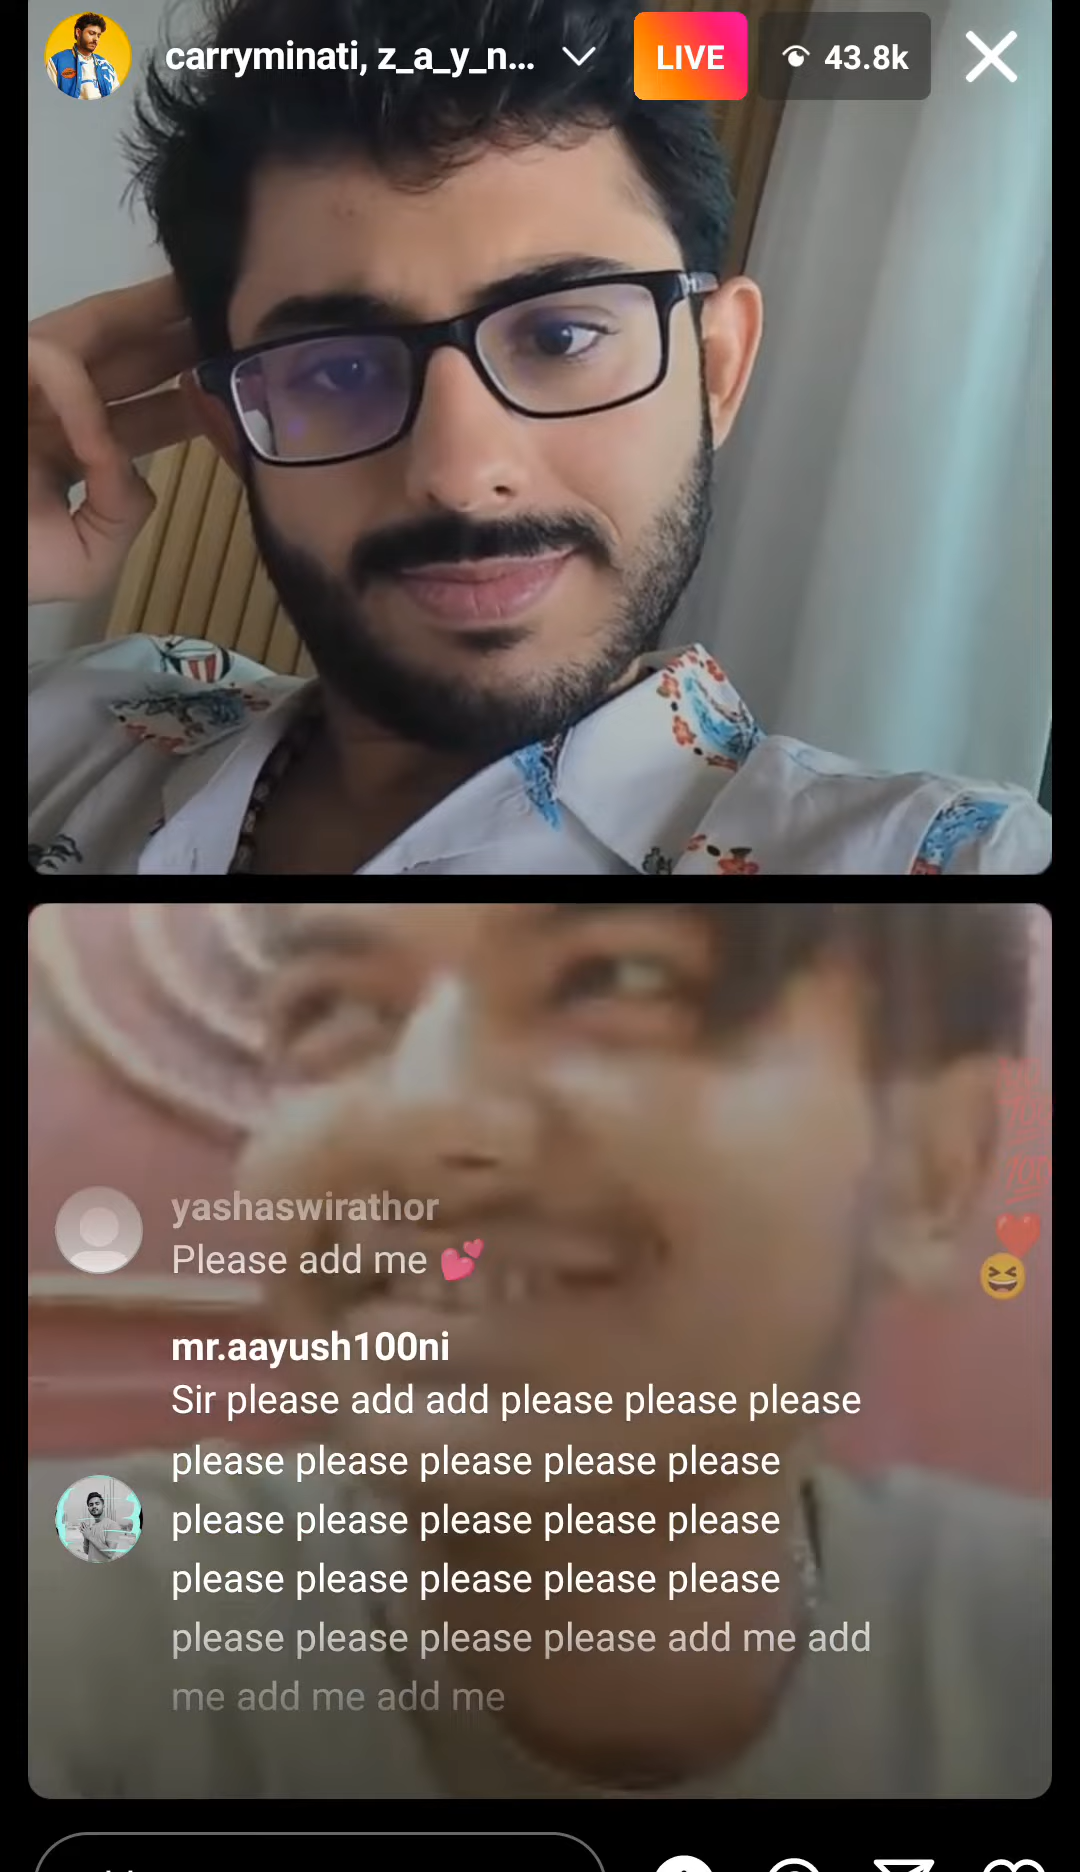 carryminati, z_a_y_n...
LIVE
43.8k
yashaswirathor
Please add me 💕
mr.aayush100ni
Sir please add add please please please
please please please please please
please please please please please
please please please please please
please please please please add me add
me add me add me